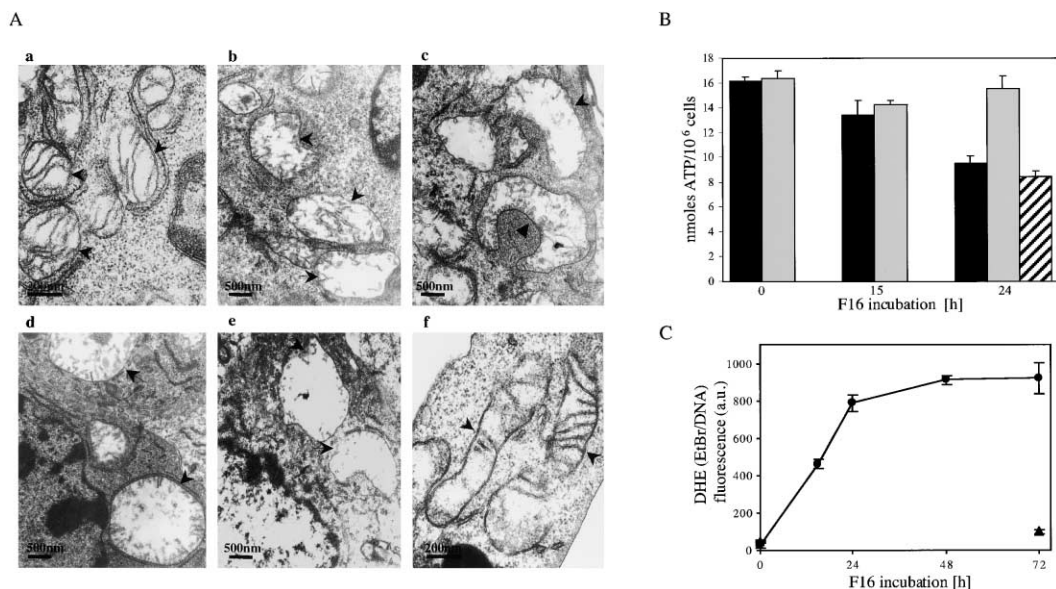 A
a
b
c
200nm
500nm
500nm
d
e
f
500nm
500nm
200nm
B
nmoles ATP/10⁶ cells
18
16
14
12
10
8
6
4
2
0
0
15
24
F16 incubation [h]
C
DHE (EtBr/DNA)
fluorescence (a.u.)
1000
800
600
400
200
0
0
24
48
72
F16 incubation [h]